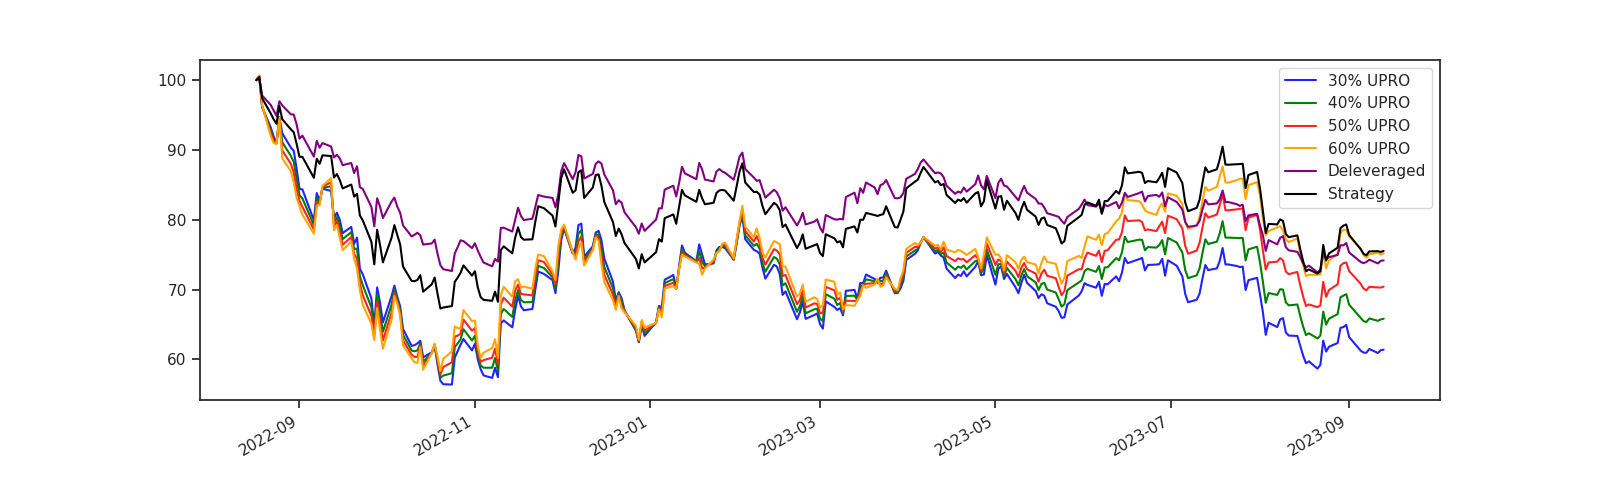 100
90
80
70
60
30% UPRO
40% UPRO
50% UPRO
60% UPRO
Deleveraged
Strategy
2022-09
2022-11
2023-01
2023-03
2023-05
2023-07
2023-09